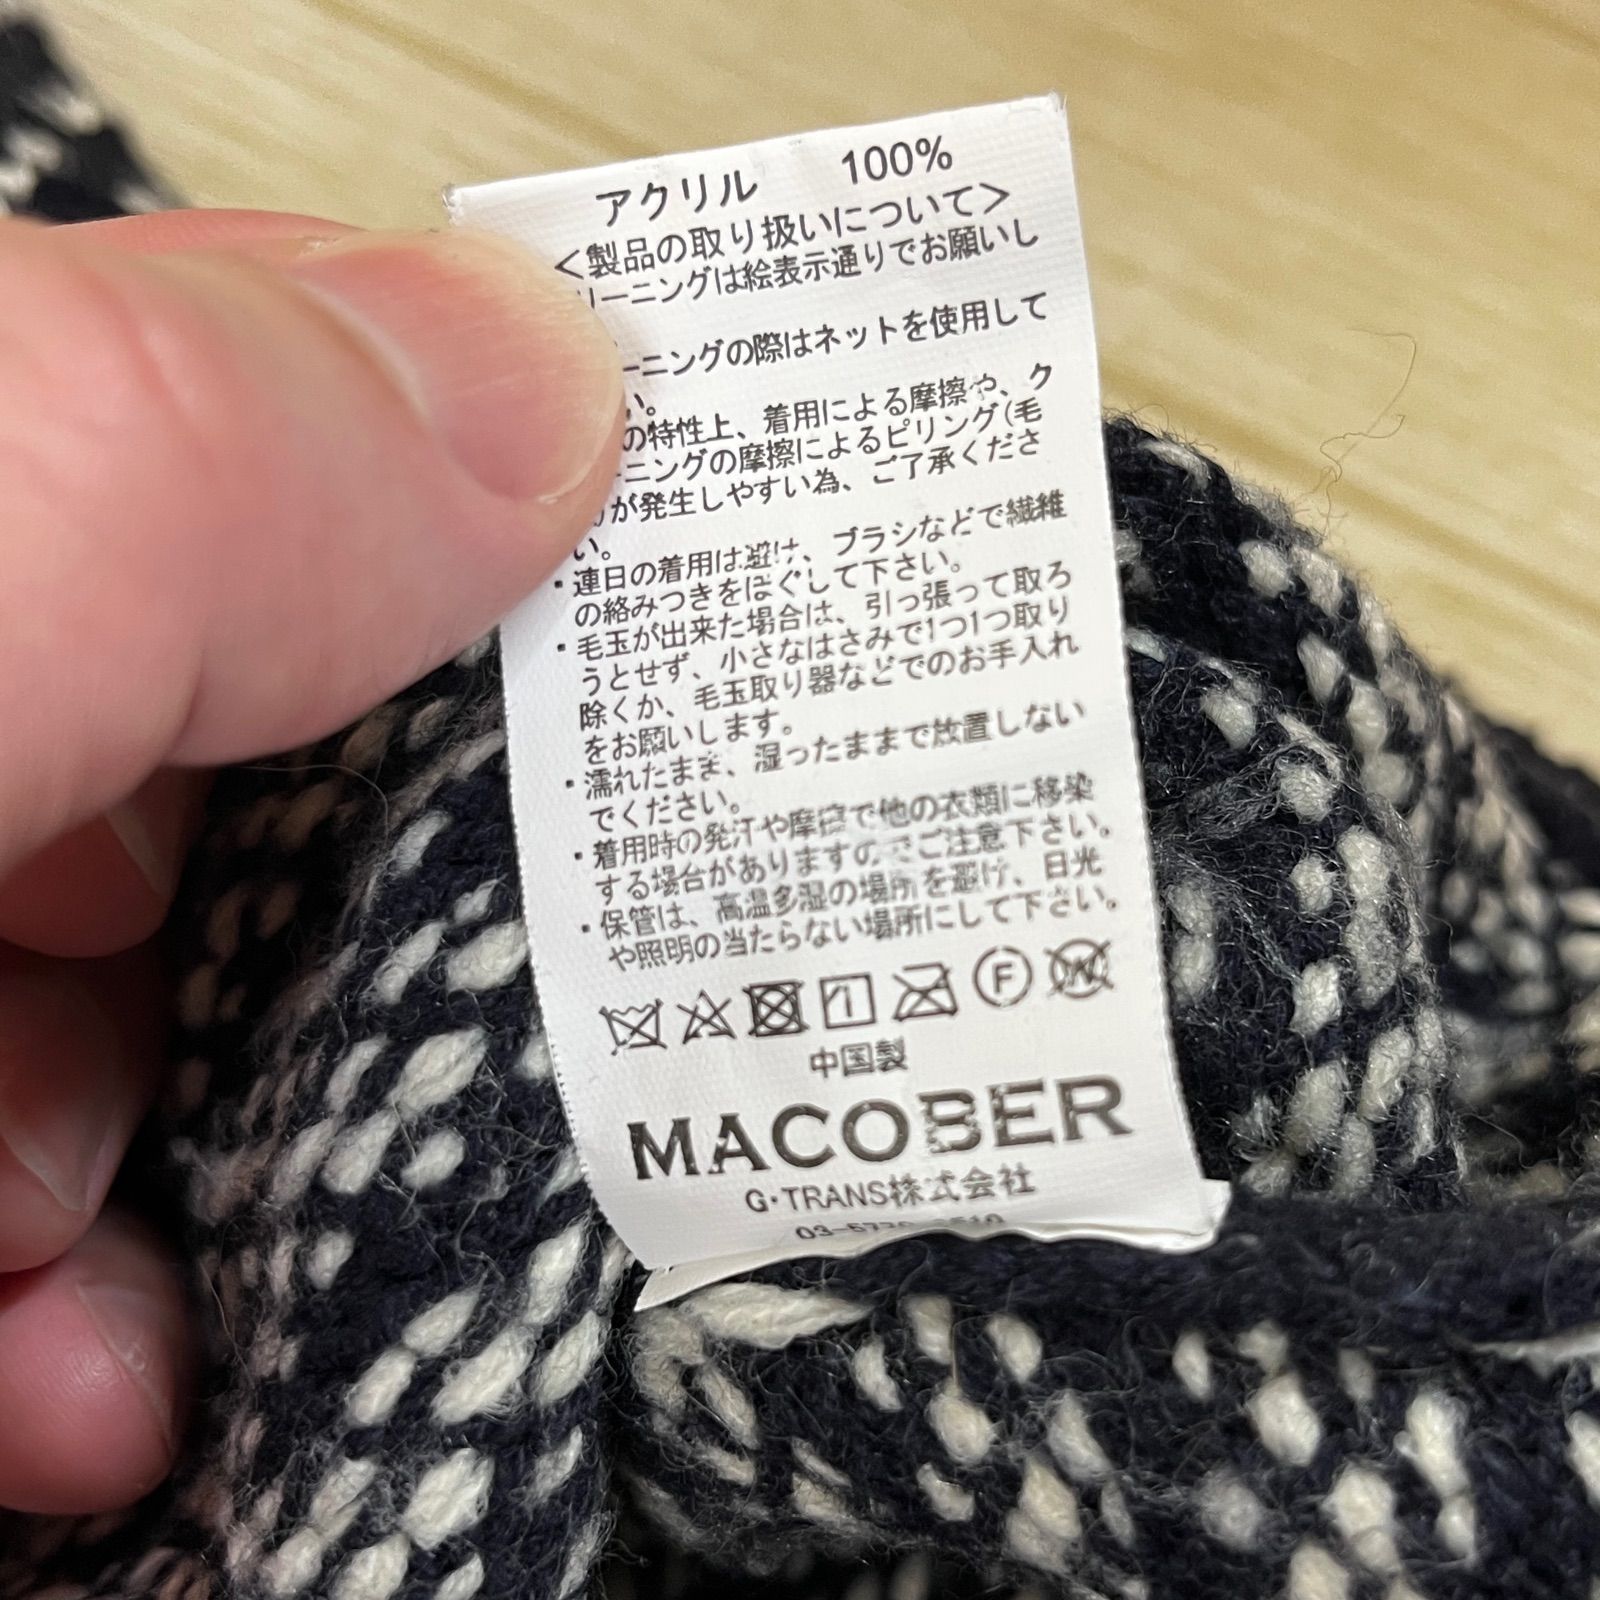 アクリル 100%
<製品の取り扱いについて>
リーニングは絵表示通りでお願いし
ーニングの際はネットを使用して
い。
の特性上、着用による摩擦や、ク
ーニングの摩擦によるピリング(毛
が発生しやすい為、ご了承くださ
い。
・連日の着用は避け、ブラシなどで繊維
の絡みつきをほぐして下さい。
・毛玉が出来た場合は、引っ張って取ろ
うとせず、小さなはさみで1つ1つ取り
除くか、毛玉取り器などでのお手入れ
をお願いします。
・濡れたまま、湿ったままで放置しない
でください。
・着用時の発汗や摩擦で他の衣類に移染
する場合がありますのでご注意下さい。
・保管は、高温多湿の場所を避け、日光
や照明の当たらない場所にして下さい。
F W
中国製
MACOBER
G・TRANS株式会社